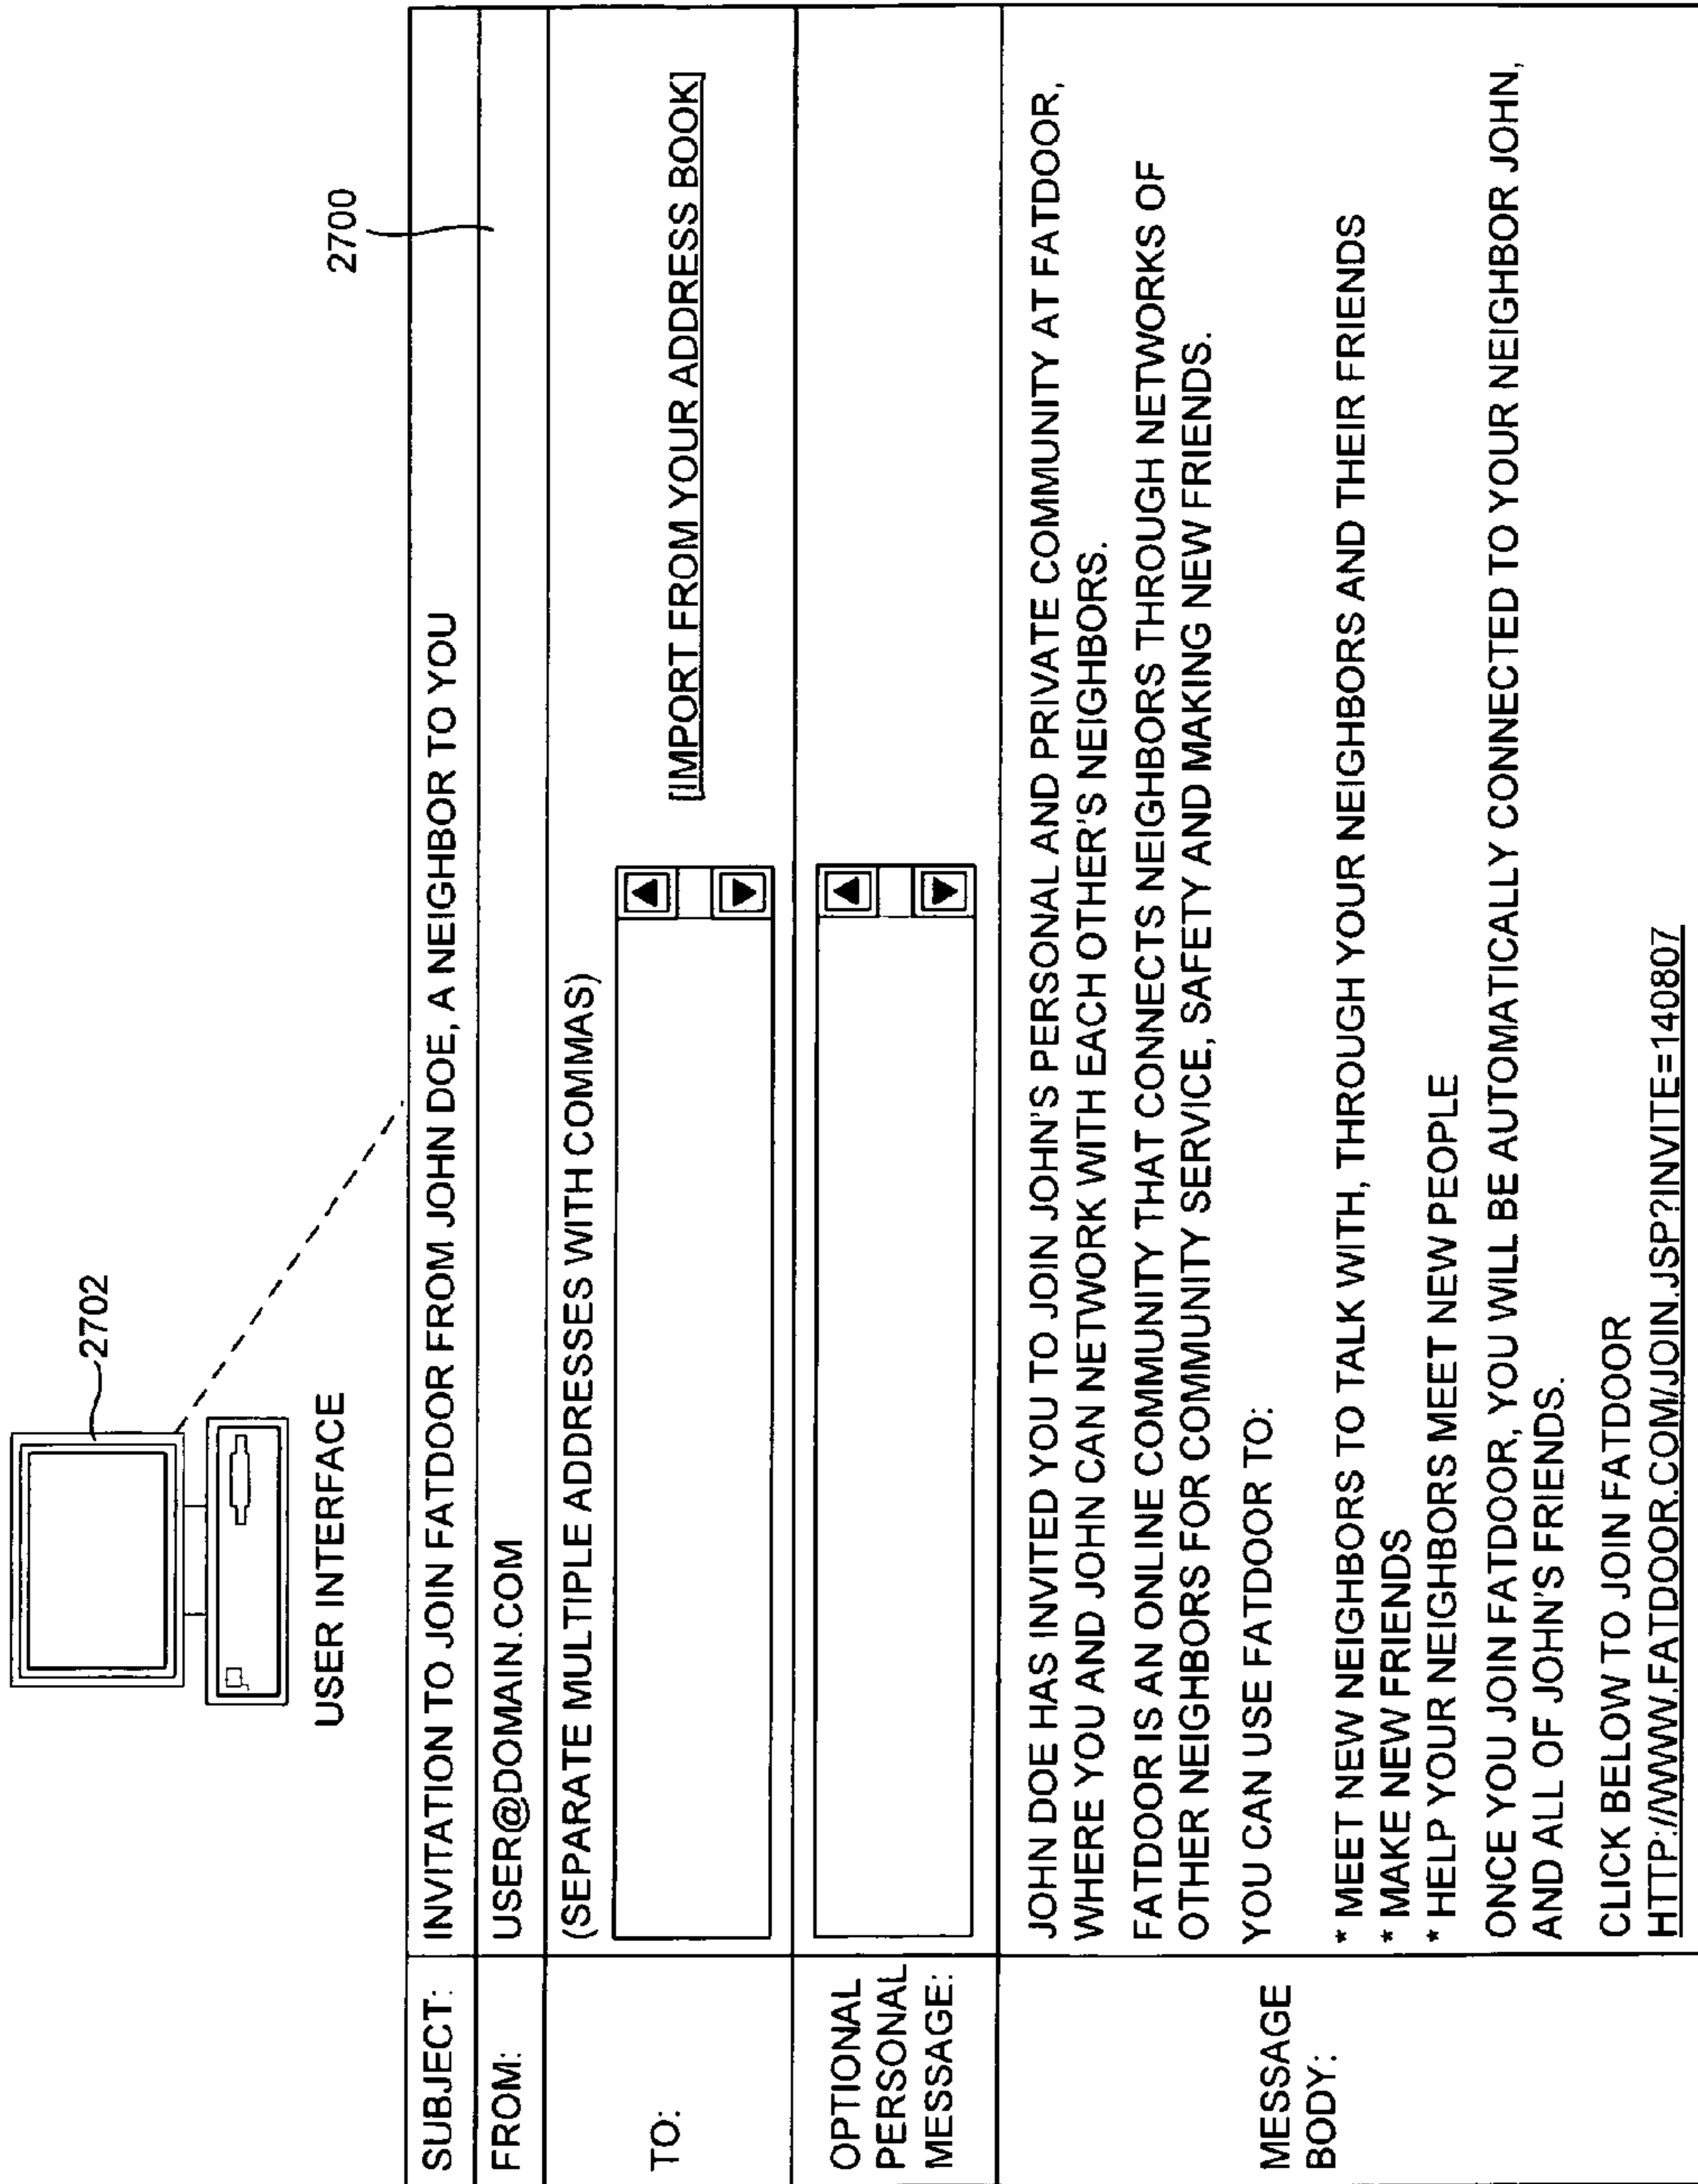 2702
USER INTERFACE
2700
SUBJECT: INVITATION TO JOIN FATDOOR FROM JOHN DOE, A NEIGHBOR TO YOU
FROM: USER@DOMAIN.COM
TO:
(SEPARATE MULTIPLE ADDRESSES WITH COMMAS)
[IMPORT FROM YOUR ADDRESS BOOK]
OPTIONAL
PERSONAL
MESSAGE:
MESSAGE
BODY:
JOHN DOE HAS INVITED YOU TO JOIN JOHN'S PERSONAL AND PRIVATE COMMUNITY AT FATDOOR,
WHERE YOU AND JOHN CAN NETWORK WITH EACH OTHER'S NEIGHBORS.
FATDOOR IS AN ONLINE COMMUNITY THAT CONNECTS NEIGHBORS THROUGH NETWORKS OF
OTHER NEIGHBORS FOR COMMUNITY SERVICE, SAFETY AND MAKING NEW FRIENDS.
YOU CAN USE FATDOOR TO:
* MEET NEW NEIGHBORS TO TALK WITH, THROUGH YOUR NEIGHBORS AND THEIR FRIENDS
* MAKE NEW FRIENDS
* HELP YOUR NEIGHBORS MEET NEW PEOPLE
ONCE YOU JOIN FATDOOR, YOU WILL BE AUTOMATICALLY CONNECTED TO YOUR NEIGHBOR JOHN,
AND ALL OF JOHN'S FRIENDS.
CLICK BELOW TO JOIN FATDOOR
HTTP://WWW.FATDOOR.COM/JOIN.JSP?INVITE=140807